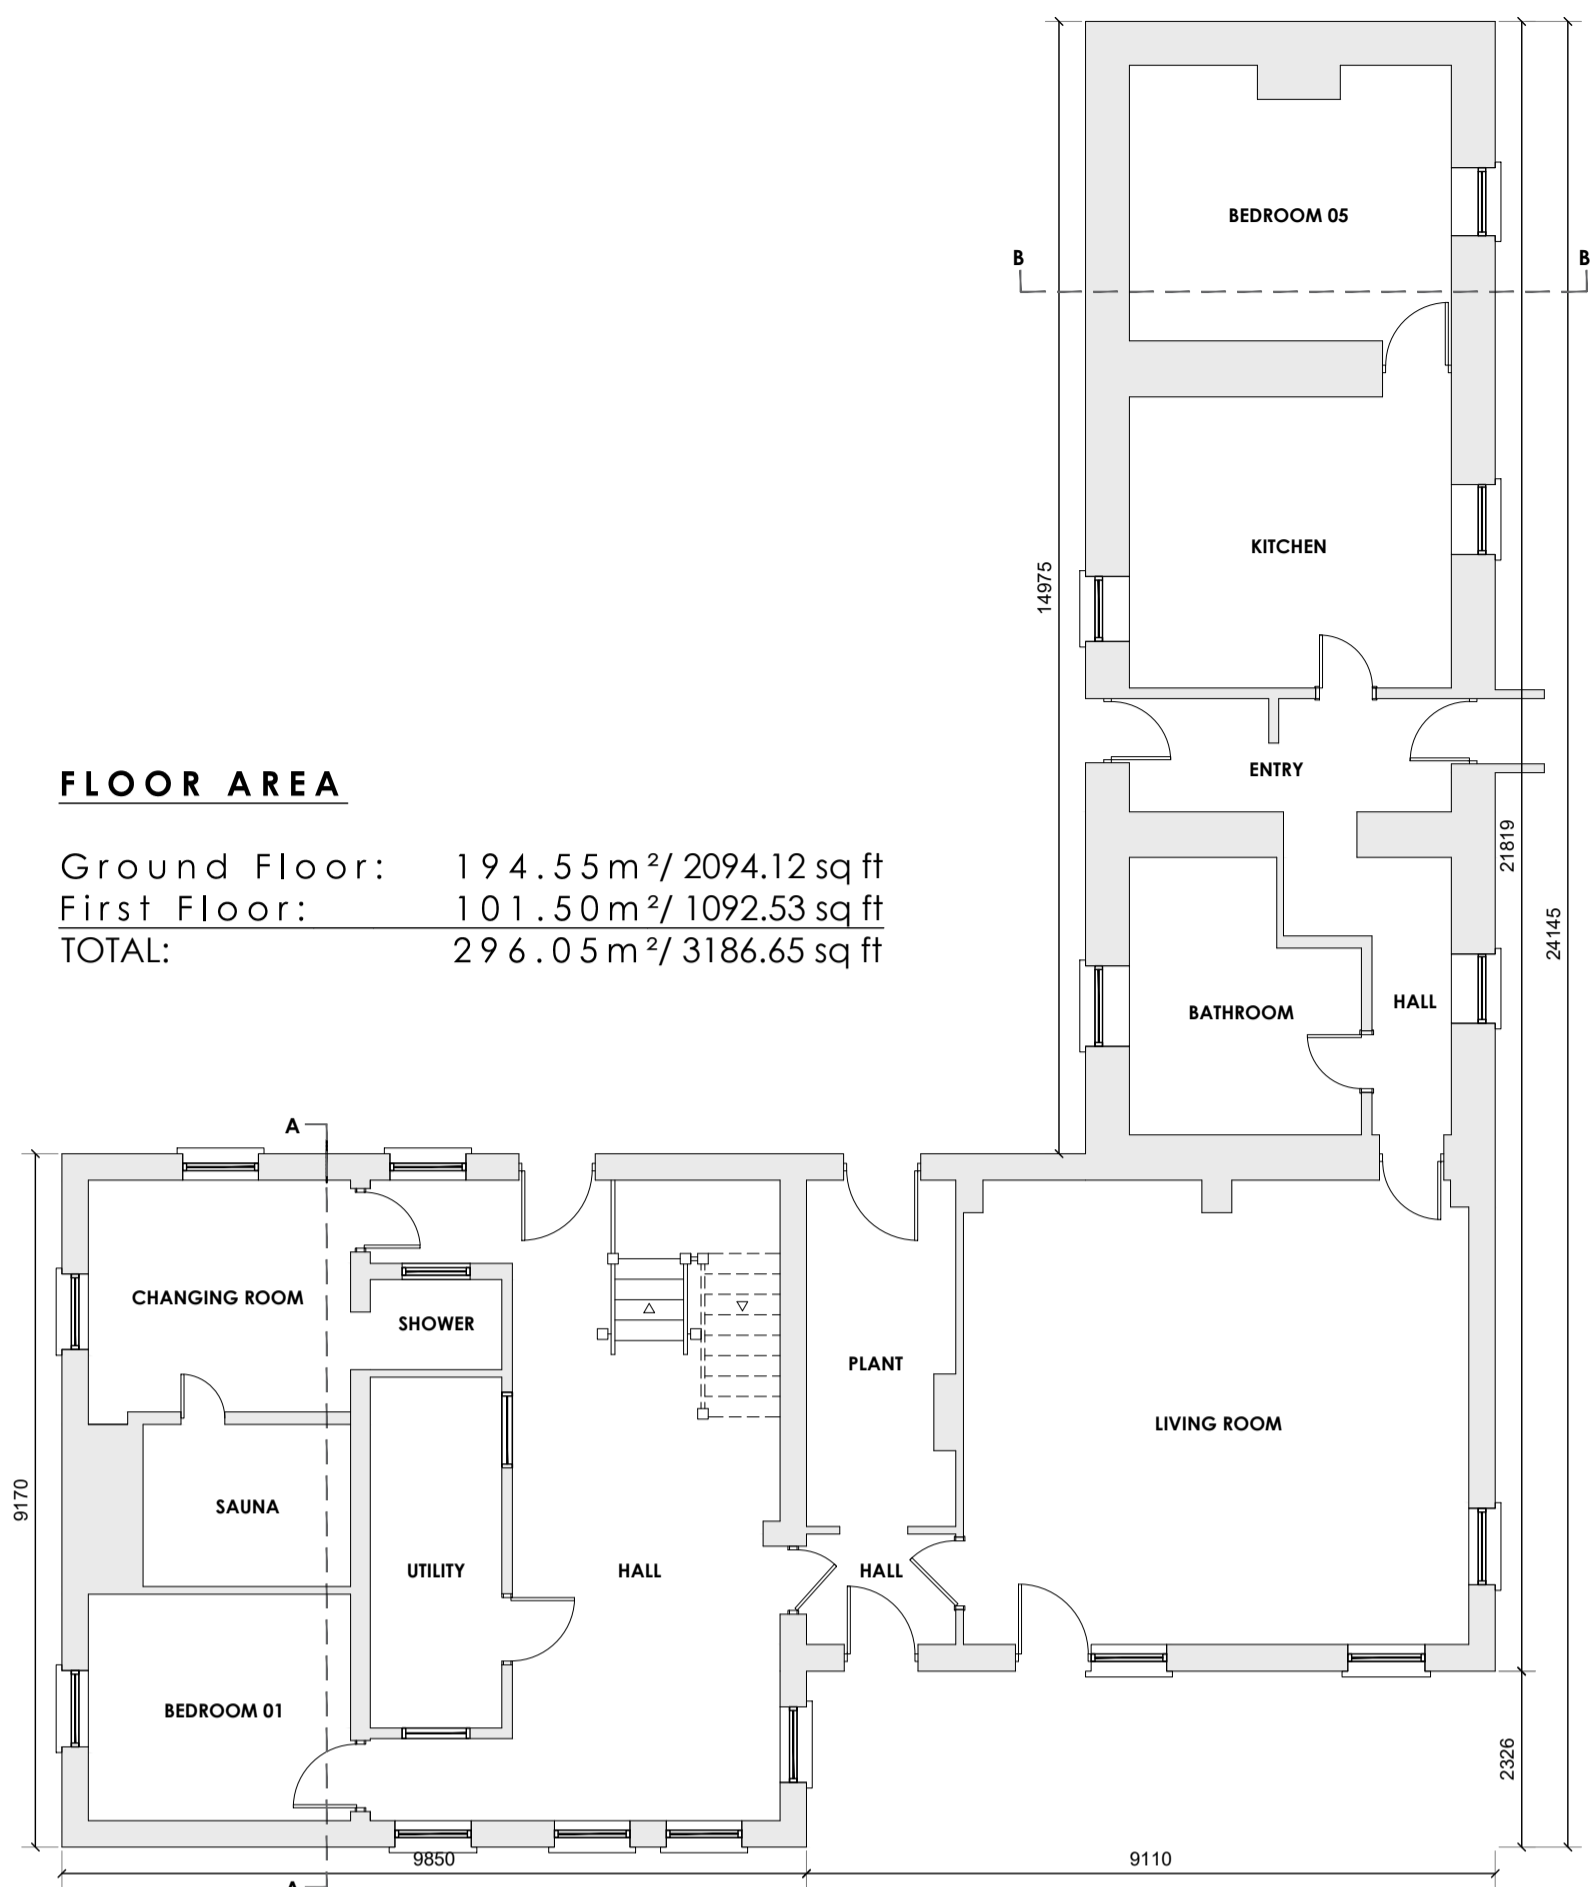 BEDROOM 05
B
B
KITCHEN
14975
ENTRY
FLOOR AREA
Ground Floor: 194.55m²/ 2094.12 sq ft
First Floor: 101.50m²/ 1092.53 sq ft
TOTAL: 296.05m²/ 3186.65 sq ft
21819
24145
BATHROOM
HALL
A
CHANGING ROOM
SHOWER
PLANT
LIVING ROOM
9170
SAUNA
UTILITY
HALL
HALL
BEDROOM 01
2326
9850
9110
A